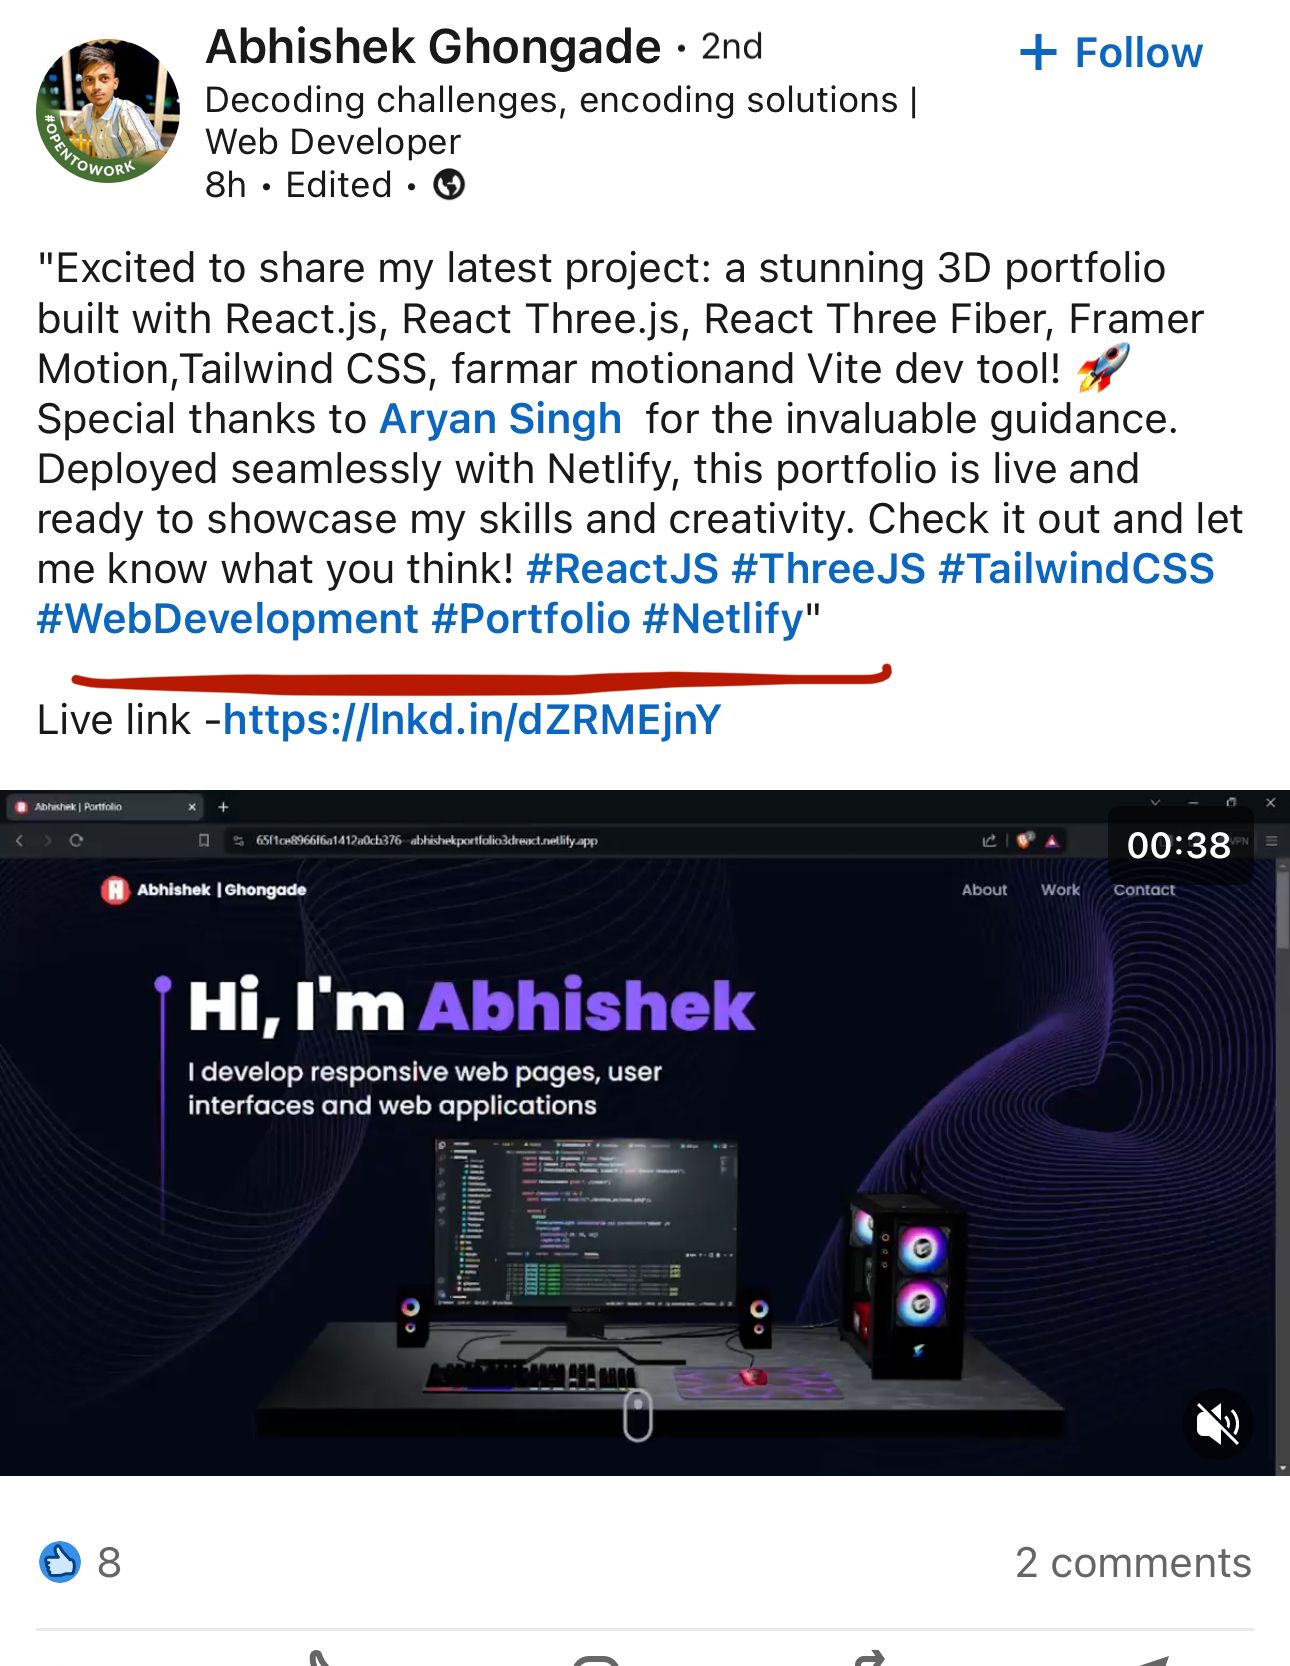 Abhishek Ghongade • 2nd
+ Follow
Decoding challenges, encoding solutions |
Web Developer
8h • Edited •
#OPENTOWORK
"Excited to share my latest project: a stunning 3D portfolio
built with React.js, React Three.js, React Three Fiber, Framer
Motion,Tailwind CSS, farmar motionand Vite dev tool! 🚀
Special thanks to Aryan Singh  for the invaluable guidance.
Deployed seamlessly with Netlify, this portfolio is live and
ready to showcase my skills and creativity. Check it out and let
me know what you think! #ReactJS #ThreeJS #TailwindCSS
#WebDevelopment #Portfolio #Netlify"
Live link -https://lnkd.in/dZRMEjnY
Abhishek | Portfolio
65f1ce8966f6a1412a0cb376--abhishekportfolio3dreact.netlify.app
VPN
00:38
Abhishek | Ghongade
About Work Contact
Hi, I'm Abhishek
I develop responsive web pages, user
interfaces and web applications
8
2 comments